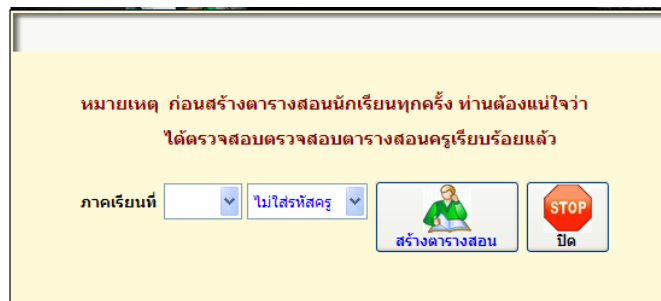 หมายเหตุ ก่อนสร้างตารางสอนนักเรียนทุกครั้ง ท่านต้องแน่ใจว่า
ได้ตรวจสอบตรวจสอบตารางสอนครูเรียบร้อยแล้ว
ภาคเรียนที่ ไม่ใส่รหัสครู
STOP
สร้างตารางสอน ปิด